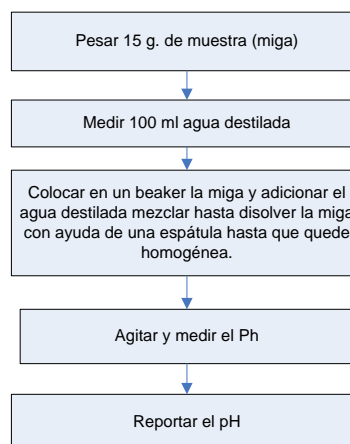 Pesar 15 g. de muestra (miga)
Medir 100 ml agua destilada
Colocar en un beaker la miga y adicionar el
agua destilada mezclar hasta disolver la miga
con ayuda de una espátula hasta que quede
homogénea.
Agitar y medir el Ph
Reportar el pH